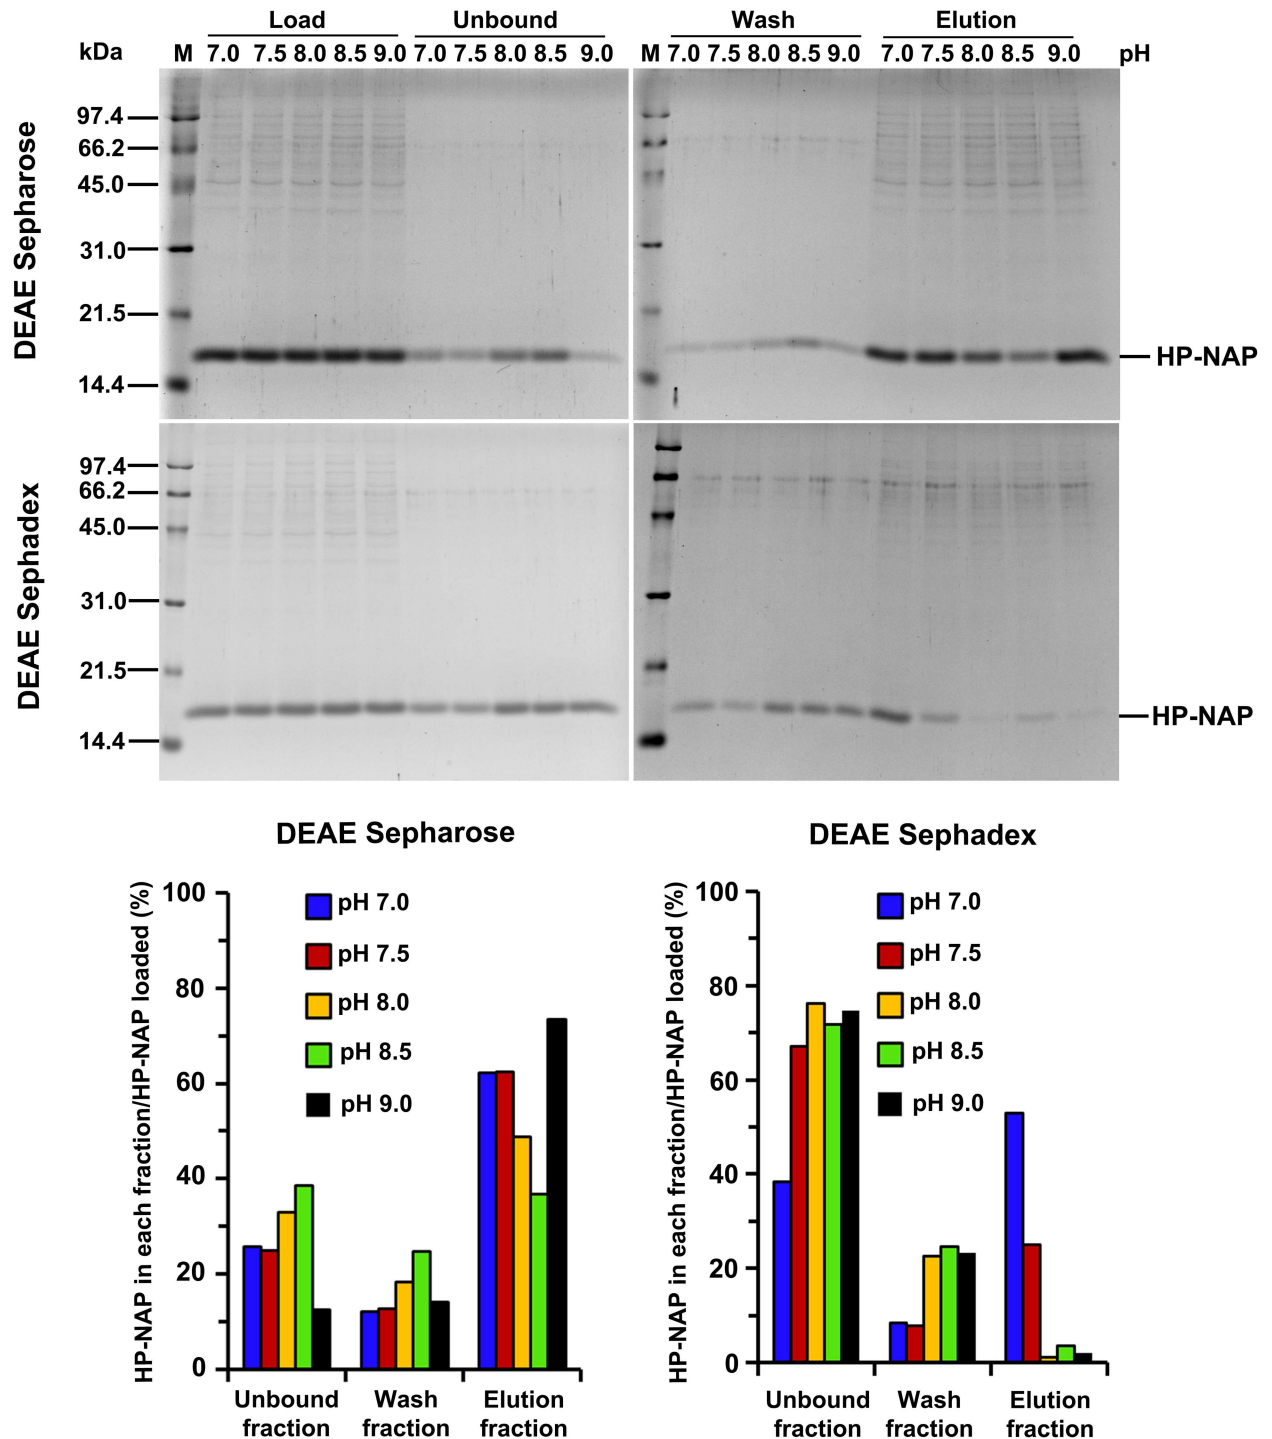 Load Unbound Wash Elution
kDa M 7.0 7.5 8.0 8.5 9.0 7.0 7.5 8.0 8.5 9.0 M 7.0 7.5 8.0 8.5 9.0 7.0 7.5 8.0 8.5 9.0 pH
DEAE Sepharose
97.4
66.2
45.0
31.0
21.5
14.4
HP-NAP
DEAE Sephadex
97.4
66.2
45.0
31.0
21.5
14.4
HP-NAP
DEAE Sepharose
HP-NAP in each fraction/HP-NAP loaded (%)
100
80
60
40
20
0
pH 7.0
pH 7.5
pH 8.0
pH 8.5
pH 9.0
Unbound fraction
Wash fraction
Elution fraction
DEAE Sephadex
HP-NAP in each fraction/HP-NAP loaded (%)
100
80
60
40
20
0
pH 7.0
pH 7.5
pH 8.0
pH 8.5
pH 9.0
Unbound fraction
Wash fraction
Elution fraction